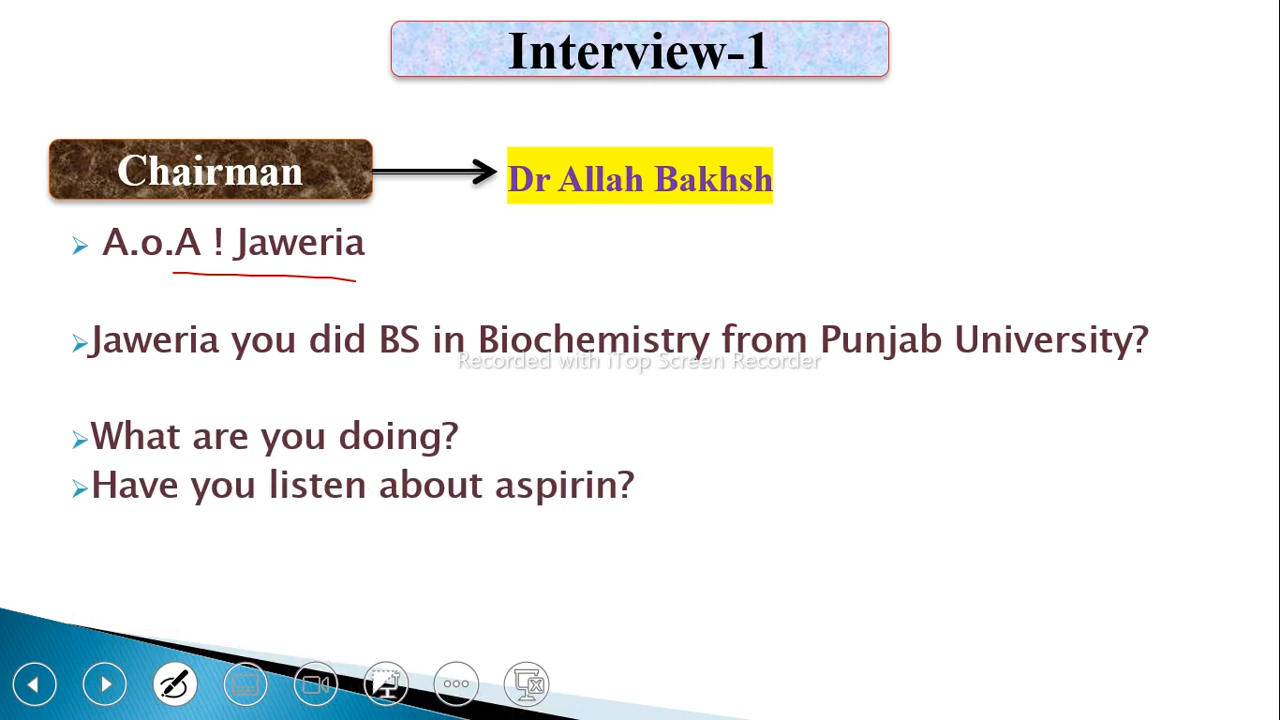 Interview-1
Chairman
Dr Allah Bakhsh
A.o.A ! Jaweria
Jaweria you did BS in Biochemistry from Punjab University?
Recorded with iTop Screen Recorder
What are you doing?
Have you listen about aspirin?